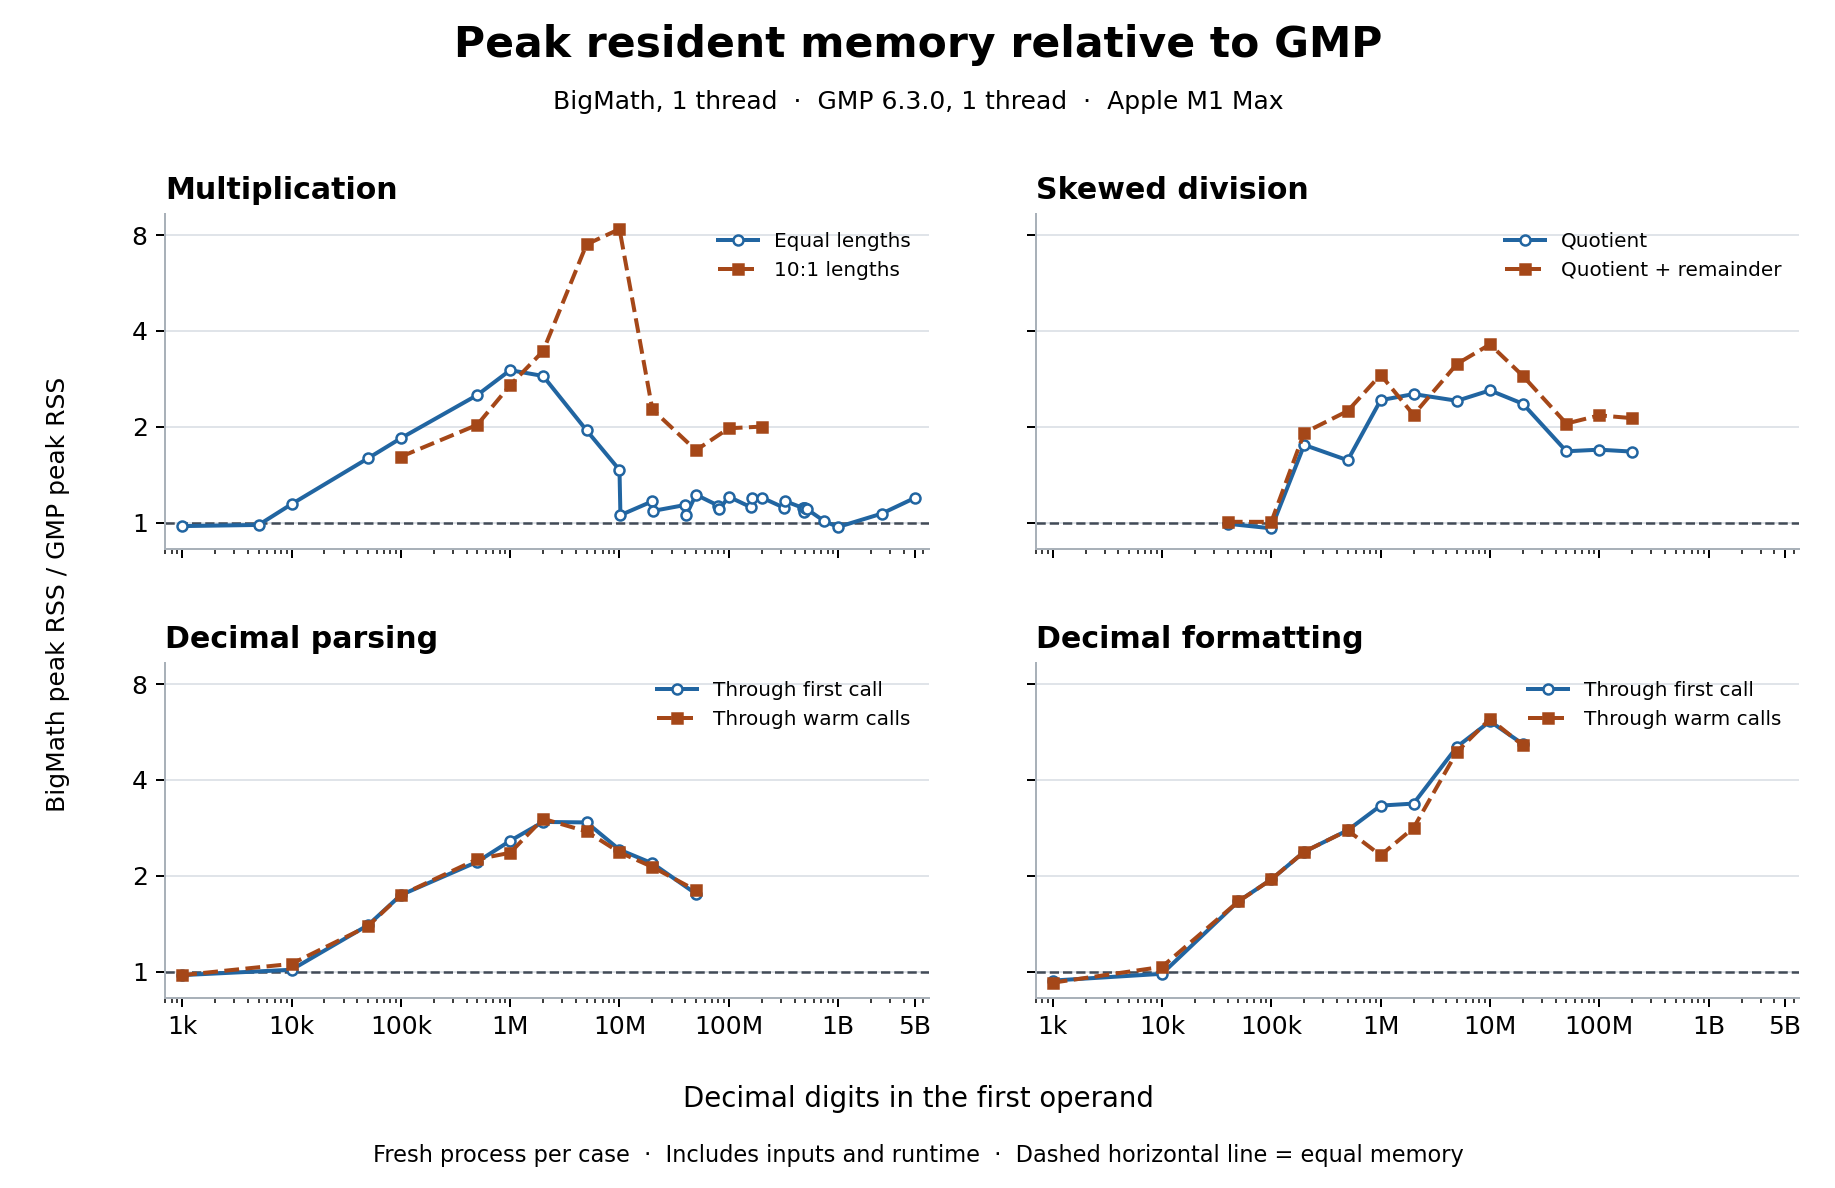 Peak resident memory relative to GMP
BigMath, 1 thread · GMP 6.3.0, 1 thread · Apple M1 Max
BigMath peak RSS / GMP peak RSS
Multiplication
8
4
2
1
Equal lengths
10:1 lengths
Skewed division
Quotient
Quotient + remainder
Decimal parsing
8
4
2
1
Through first call
Through warm calls
1k 10k 100k 1M 10M 100M 1B 5B
Decimal formatting
Through first call
Through warm calls
1k 10k 100k 1M 10M 100M 1B 5B
Decimal digits in the first operand
Fresh process per case · Includes inputs and runtime · Dashed horizontal line = equal memory